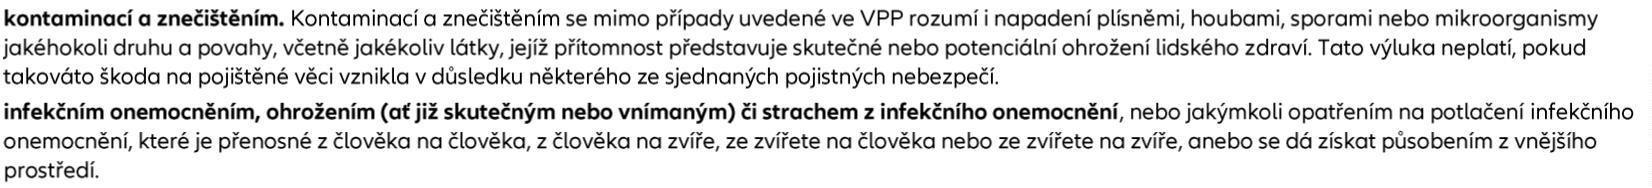 kontaminací a znečištěním. Kontaminací a znečištěním se mimo případy uvedené ve VPP rozumí i napadení plísněmi, houbami, sporami nebo mikroorganismy
jakéhokoli druhu a povahy, včetně jakékoliv látky, jejíž přítomnost představuje skutečné nebo potenciální ohrožení lidského zdraví. Tato výluka neplatí, pokud
takováto škoda na pojištěné věci vznikla v důsledku některého ze sjednaných pojistných nebezpečí.
infekčním onemocněním, ohrožením (ať již skutečným nebo vnímaným) či strachem z infekčního onemocnění, nebo jakýmkoli opatřením na potlačení infekčního
onemocnění, které je přenosné z člověka na člověka, z člověka na zvíře, ze zvířete na člověka nebo ze zvířete na zvíře, anebo se dá získat působením z vnějšího
prostředí.